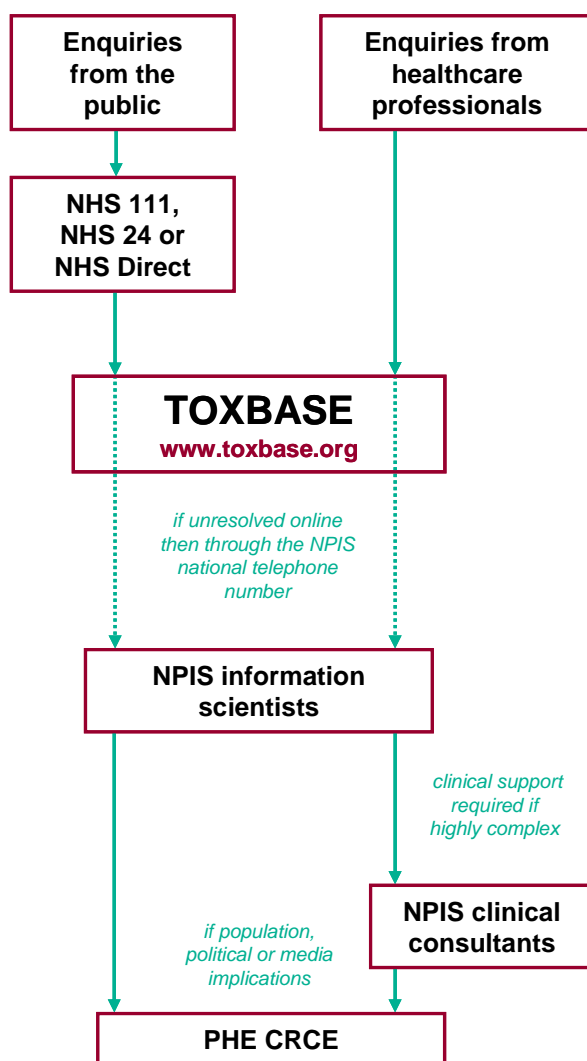 Enquiries
from the
public
Enquiries from
healthcare
professionals
NHS 111,
NHS 24 or
NHS Direct
TOXBASE
www.toxbase.org
if unresolved online
then through the NPIS
national telephone
number
NPIS information
scientists
clinical support
required if
highly complex
NPIS clinical
consultants
if population,
political or media
implications
PHE CRCE